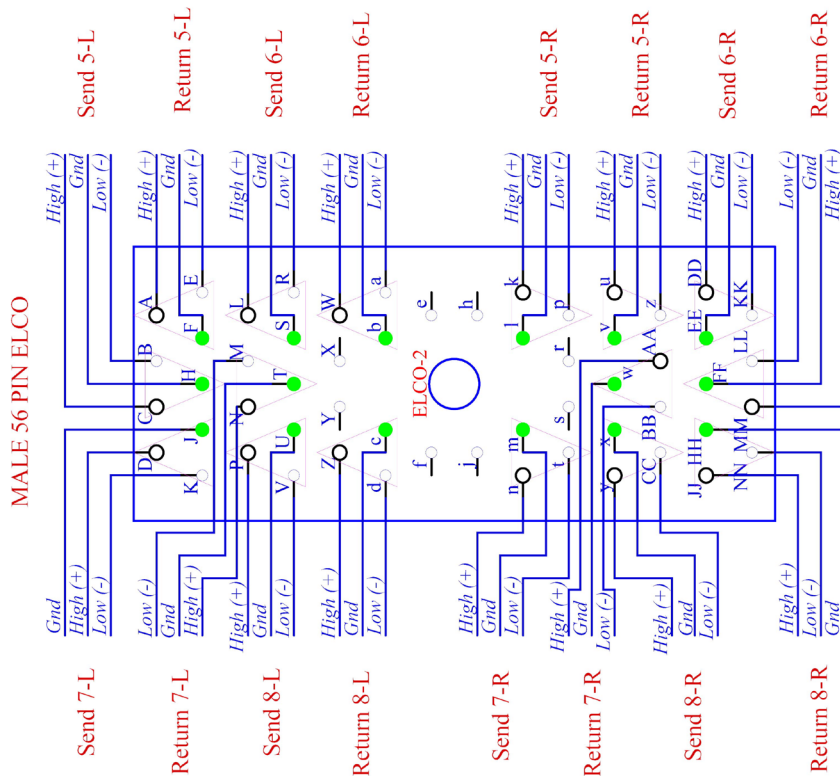 MALE 56 PIN ELCO
Send 5-L
High (+)
Gnd
Low (-)
Return 5-L
High (+)
Gnd
Low (-)
Send 6-L
High (+)
Gnd
Low (-)
Return 6-L
High (+)
Gnd
Low (-)
Send 5-R
High (+)
Gnd
Low (-)
Return 5-R
High (+)
Gnd
Low (-)
Send 6-R
High (+)
Gnd
Low (-)
Return 6-R
Low (-)
Gnd
High (+)
A
E
F
L
R
S
W
a
b
e
h
k
l
p
u
v
z
DD
EE
KK
B
C
H
M
N
T
X
Y
ELCO-2
r
s
AA
w
BB
LL
FF
MM
D
J
K
P
U
V
Z
c
d
f
j
m
n
t
x
y
CC
HH
JJ
NN
Gnd
High (+)
Low (-)
Send 7-L
Low (-)
Gnd
High (+)
Return 7-L
High (+)
Gnd
Low (-)
Send 8-L
High (+)
Gnd
Low (-)
Return 8-L
High (+)
Gnd
Low (-)
Send 7-R
High (+)
Gnd
Low (-)
Return 7-R
High (+)
Gnd
Low (-)
Send 8-R
High (+)
Low (-)
Gnd
Return 8-R